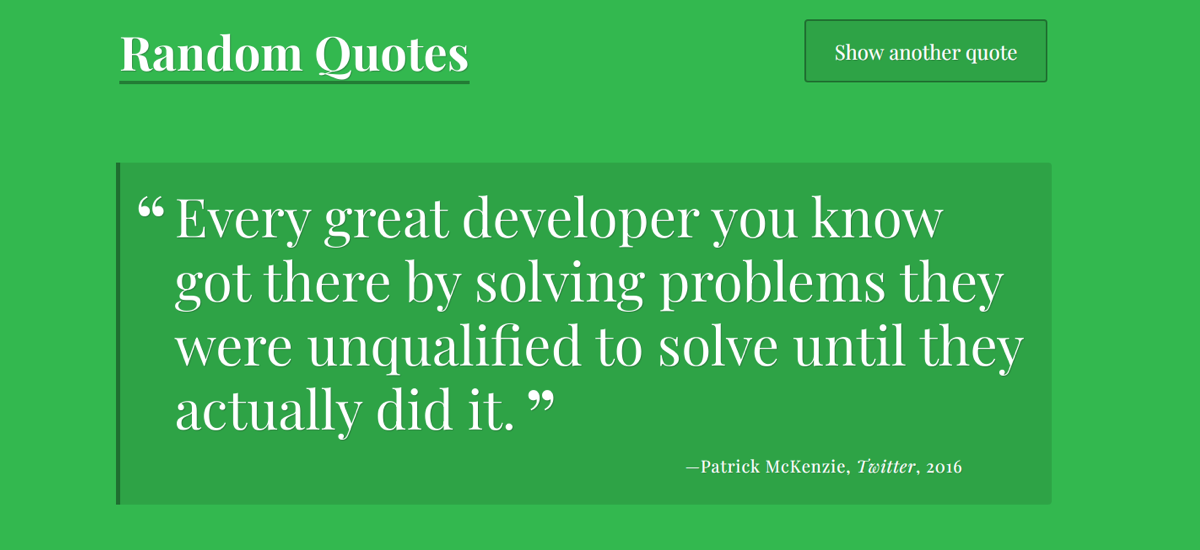 Random Quotes
Show another quote
“ Every great developer you know
got there by solving problems they
were unqualified to solve until they
actually did it. ”
—Patrick McKenzie, Twitter, 2016